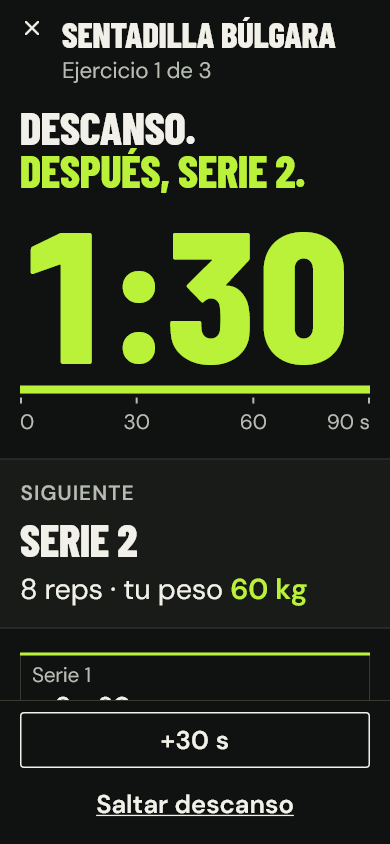 SENTADILLA BÚLGARA
Ejercicio 1 de 3
DESCANSO.
DESPUÉS, SERIE 2.
1:30
0 30 60 90 s
SIGUIENTE
SERIE 2
8 reps · tu peso 60 kg
Serie 1
+30 s
Saltar descanso